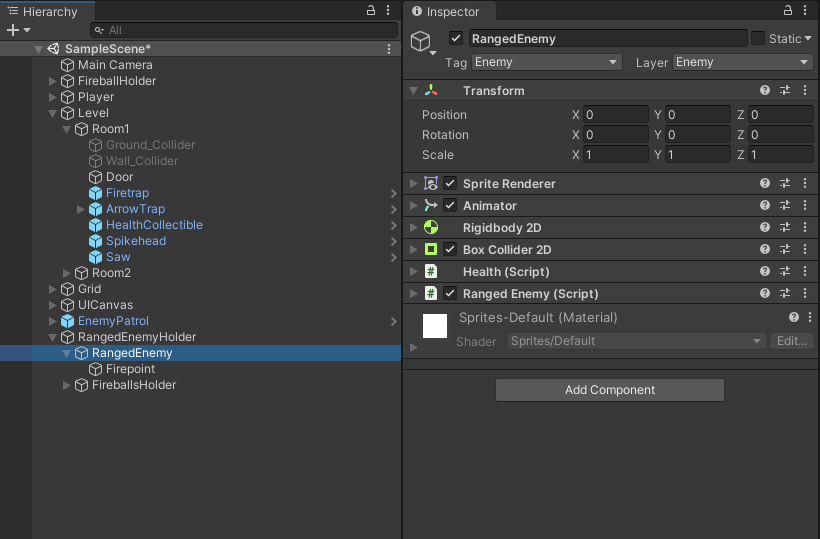 Hierarchy
All
SampleScene*
Main Camera
FireballHolder
Player
Level
Room1
Ground_Collider
Wall_Collider
Door
Firetrap
ArrowTrap
HealthCollectible
Spikehead
Saw
Room2
Grid
UICanvas
EnemyPatrol
RangedEnemyHolder
RangedEnemy
Firepoint
FireballsHolder
Inspector
RangedEnemy Static
Tag Enemy Layer Enemy
Transform
Position X 0 Y 0 Z 0
Rotation X 0 Y 0 Z 0
Scale X 1 Y 1 Z 1
Sprite Renderer
Animator
Rigidbody 2D
Box Collider 2D
# Health (Script)
# Ranged Enemy (Script)
Sprites-Default (Material)
Shader Sprites/Default Edit...
Add Component